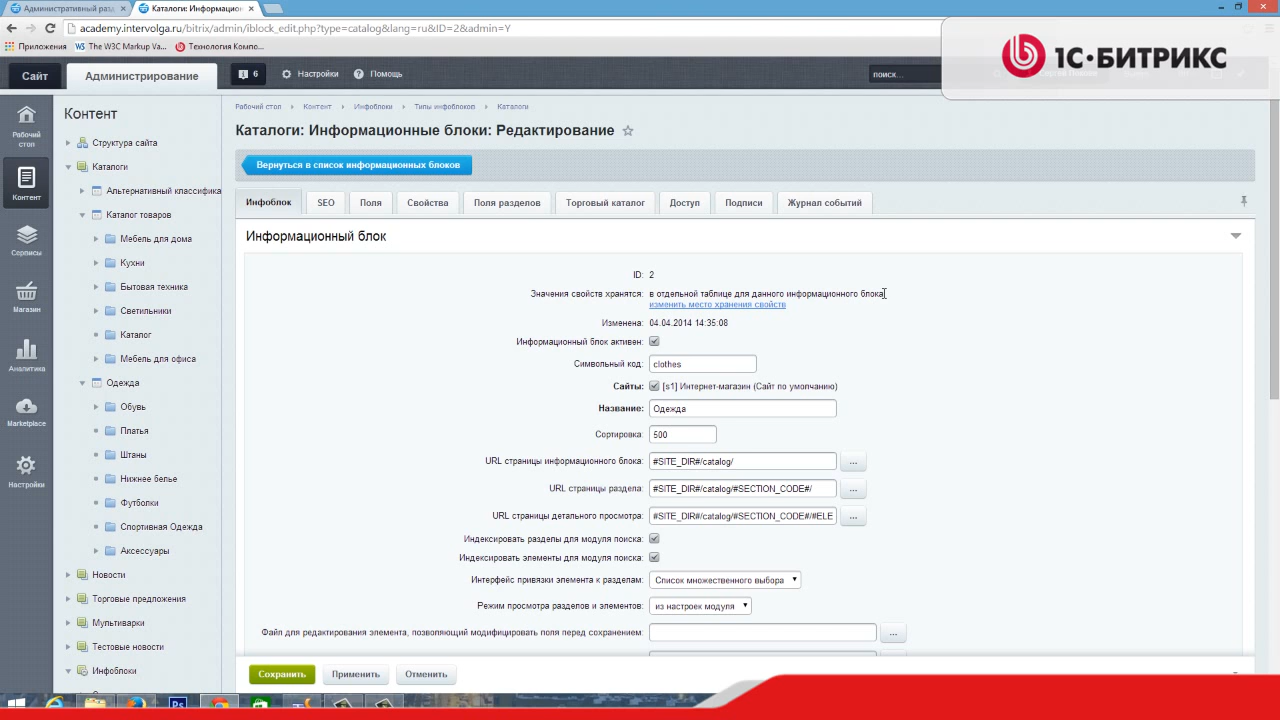 Административный раз
Каталоги: Информацион
academy.intervolga.ru/bitrix/admin/iblock_edit.php?type=catalog&lang=ru&ID=2&admin=Y
Приложения
The W3C Markup Va...
Технология Компо...
1С·БИТРИКС
Сайт
Администрирование
6
Настройки
Помощь
поиск...
Рабочий стол
Контент
Сервисы
Магазин
Аналитика
Marketplace
Настройки
Контент
Структура сайта
Каталоги
Альтернативный классифика
Каталог товаров
Мебель для дома
Кухни
Бытовая техника
Светильники
Каталог
Мебель для офиса
Одежда
Обувь
Платья
Штаны
Нижнее белье
Футболки
Спортивная Одежда
Аксессуары
Новости
Торговые предложения
Мультиварки
Тестовые новости
Инфоблоки
Рабочий стол Контент Инфоблоки Типы инфоблоков Каталоги
Каталоги: Информационные блоки: Редактирование
Вернуться в список информационных блоков
Инфоблок SEO Поля Свойства Поля разделов Торговый каталог Доступ Подписи Журнал событий
Информационный блок
ID: 2
Значения свойств хранятся: в отдельной таблице для данного информационного блока
изменить место хранения свойств
Изменена: 04.04.2014 14:35:08
Информационный блок активен:
Символьный код: clothes
Сайты: [s1] Интернет-магазин (Сайт по умолчанию)
Название: Одежда
Сортировка: 500
URL страницы информационного блока: #SITE_DIR#/catalog/ ...
URL страницы раздела: #SITE_DIR#/catalog/#SECTION_CODE#/ ...
URL страницы детального просмотра: #SITE_DIR#/catalog/#SECTION_CODE#/#ELE ...
Индексировать разделы для модуля поиска:
Индексировать элементы для модуля поиска:
Интерфейс привязки элемента к разделам: Список множественного выбора
Режим просмотра разделов и элементов: из настроек модуля
Файл для редактирования элемента, позволяющий модифицировать поля перед сохранением: ...
Сохранить Применить Отменить